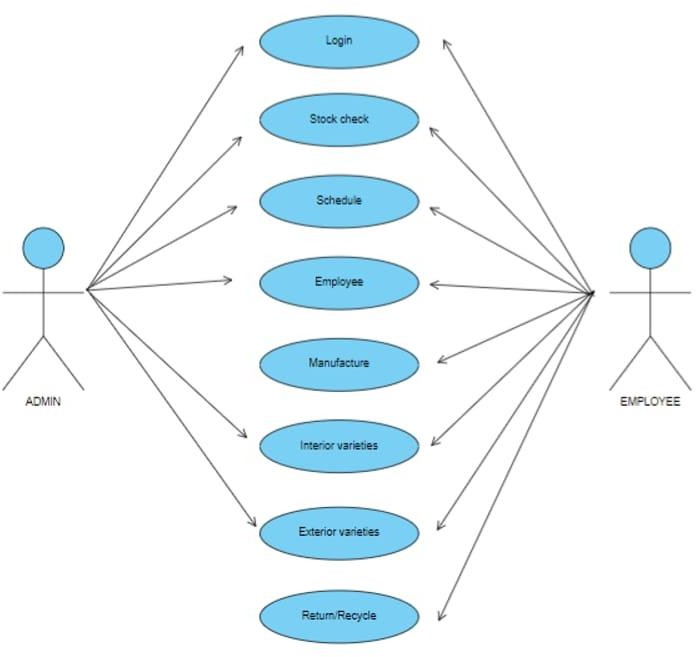 Login
Stock check
Schedule
Employee
Manufacture
ADMIN
EMPLOYEE
Interior varieties
Exterior varieties
Return/Recycle